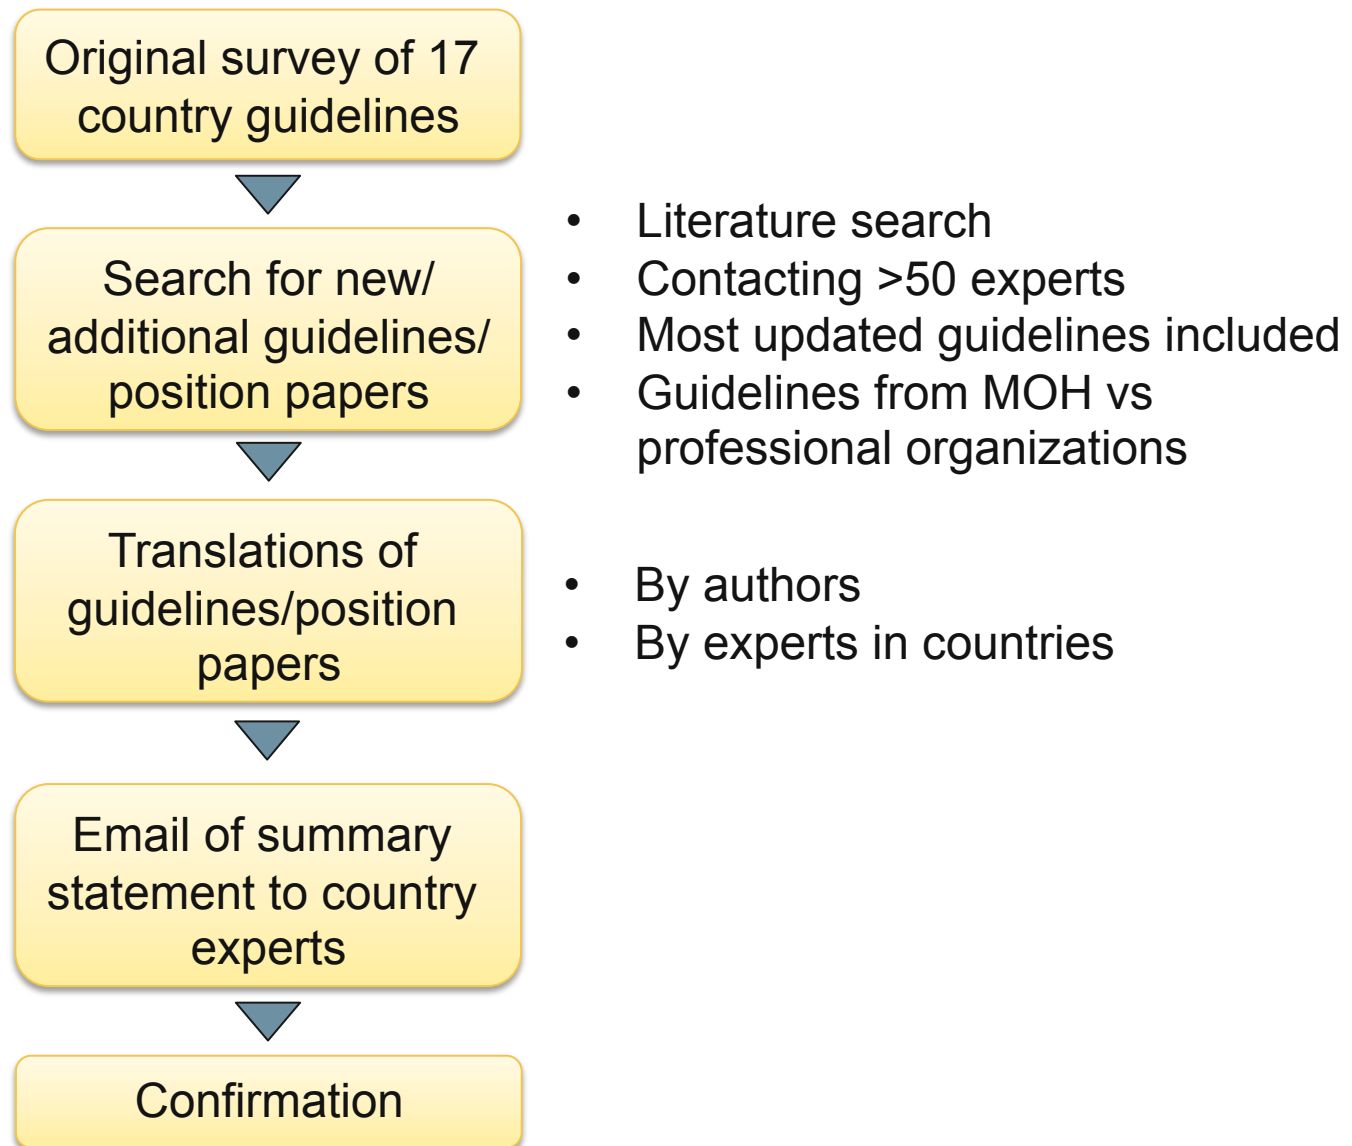 Original survey of 17
country guidelines
Search for new/
additional guidelines/
position papers
• Literature search
• Contacting >50 experts
• Most updated guidelines included
• Guidelines from MOH vs
professional organizations
Translations of
guidelines/position
papers
• By authors
• By experts in countries
Email of summary
statement to country
experts
Confirmation